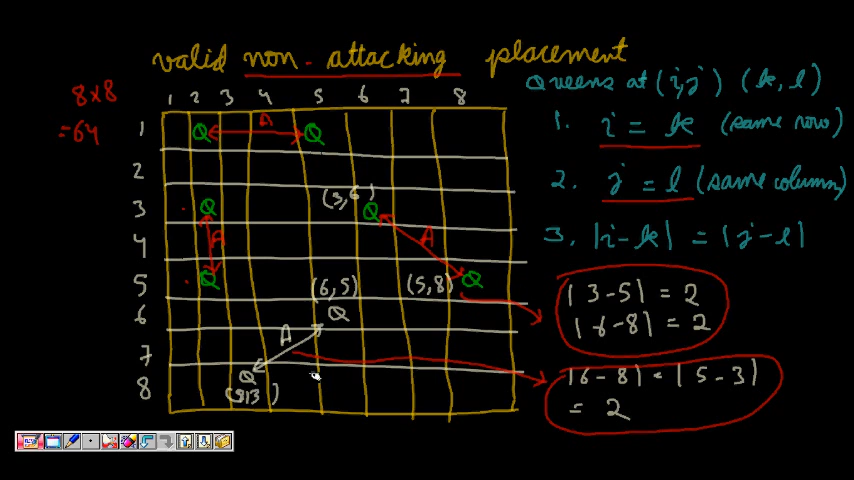 valid non-attacking placement
Queens at (i,j) (k,l)
8x8
=64
1 2 3 4 5 6 7 8
1. i = k (same row)
1 Q A Q
2
2. j = l (same column)
3 Q (3,6) Q
A A
4
3. |i-k| = |j-l|
5 Q (6,5) (5,8) Q
|3-5| = 2
|6-8| = 2
6 Q
A
7
8 Q
|6-8| = |5-3|
= 2